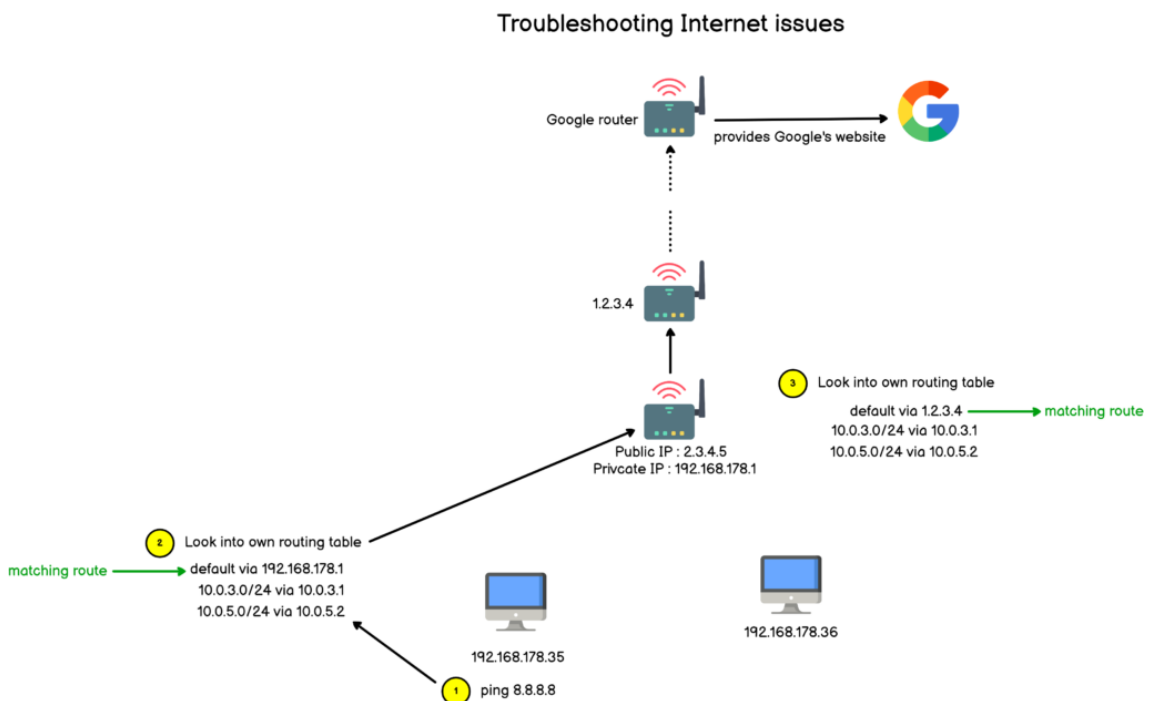 Troubleshooting Internet issues
Google router
provides Google's website
1.2.3.4
3 Look into own routing table
default via 1.2.3.4 matching route
10.0.3.0/24 via 10.0.3.1
10.0.5.0/24 via 10.0.5.2
Public IP : 2.3.4.5
Privcate IP : 192.168.178.1
2 Look into own routing table
matching route default via 192.168.178.1
10.0.3.0/24 via 10.0.3.1
10.0.5.0/24 via 10.0.5.2
192.168.178.36
192.168.178.35
1 ping 8.8.8.8